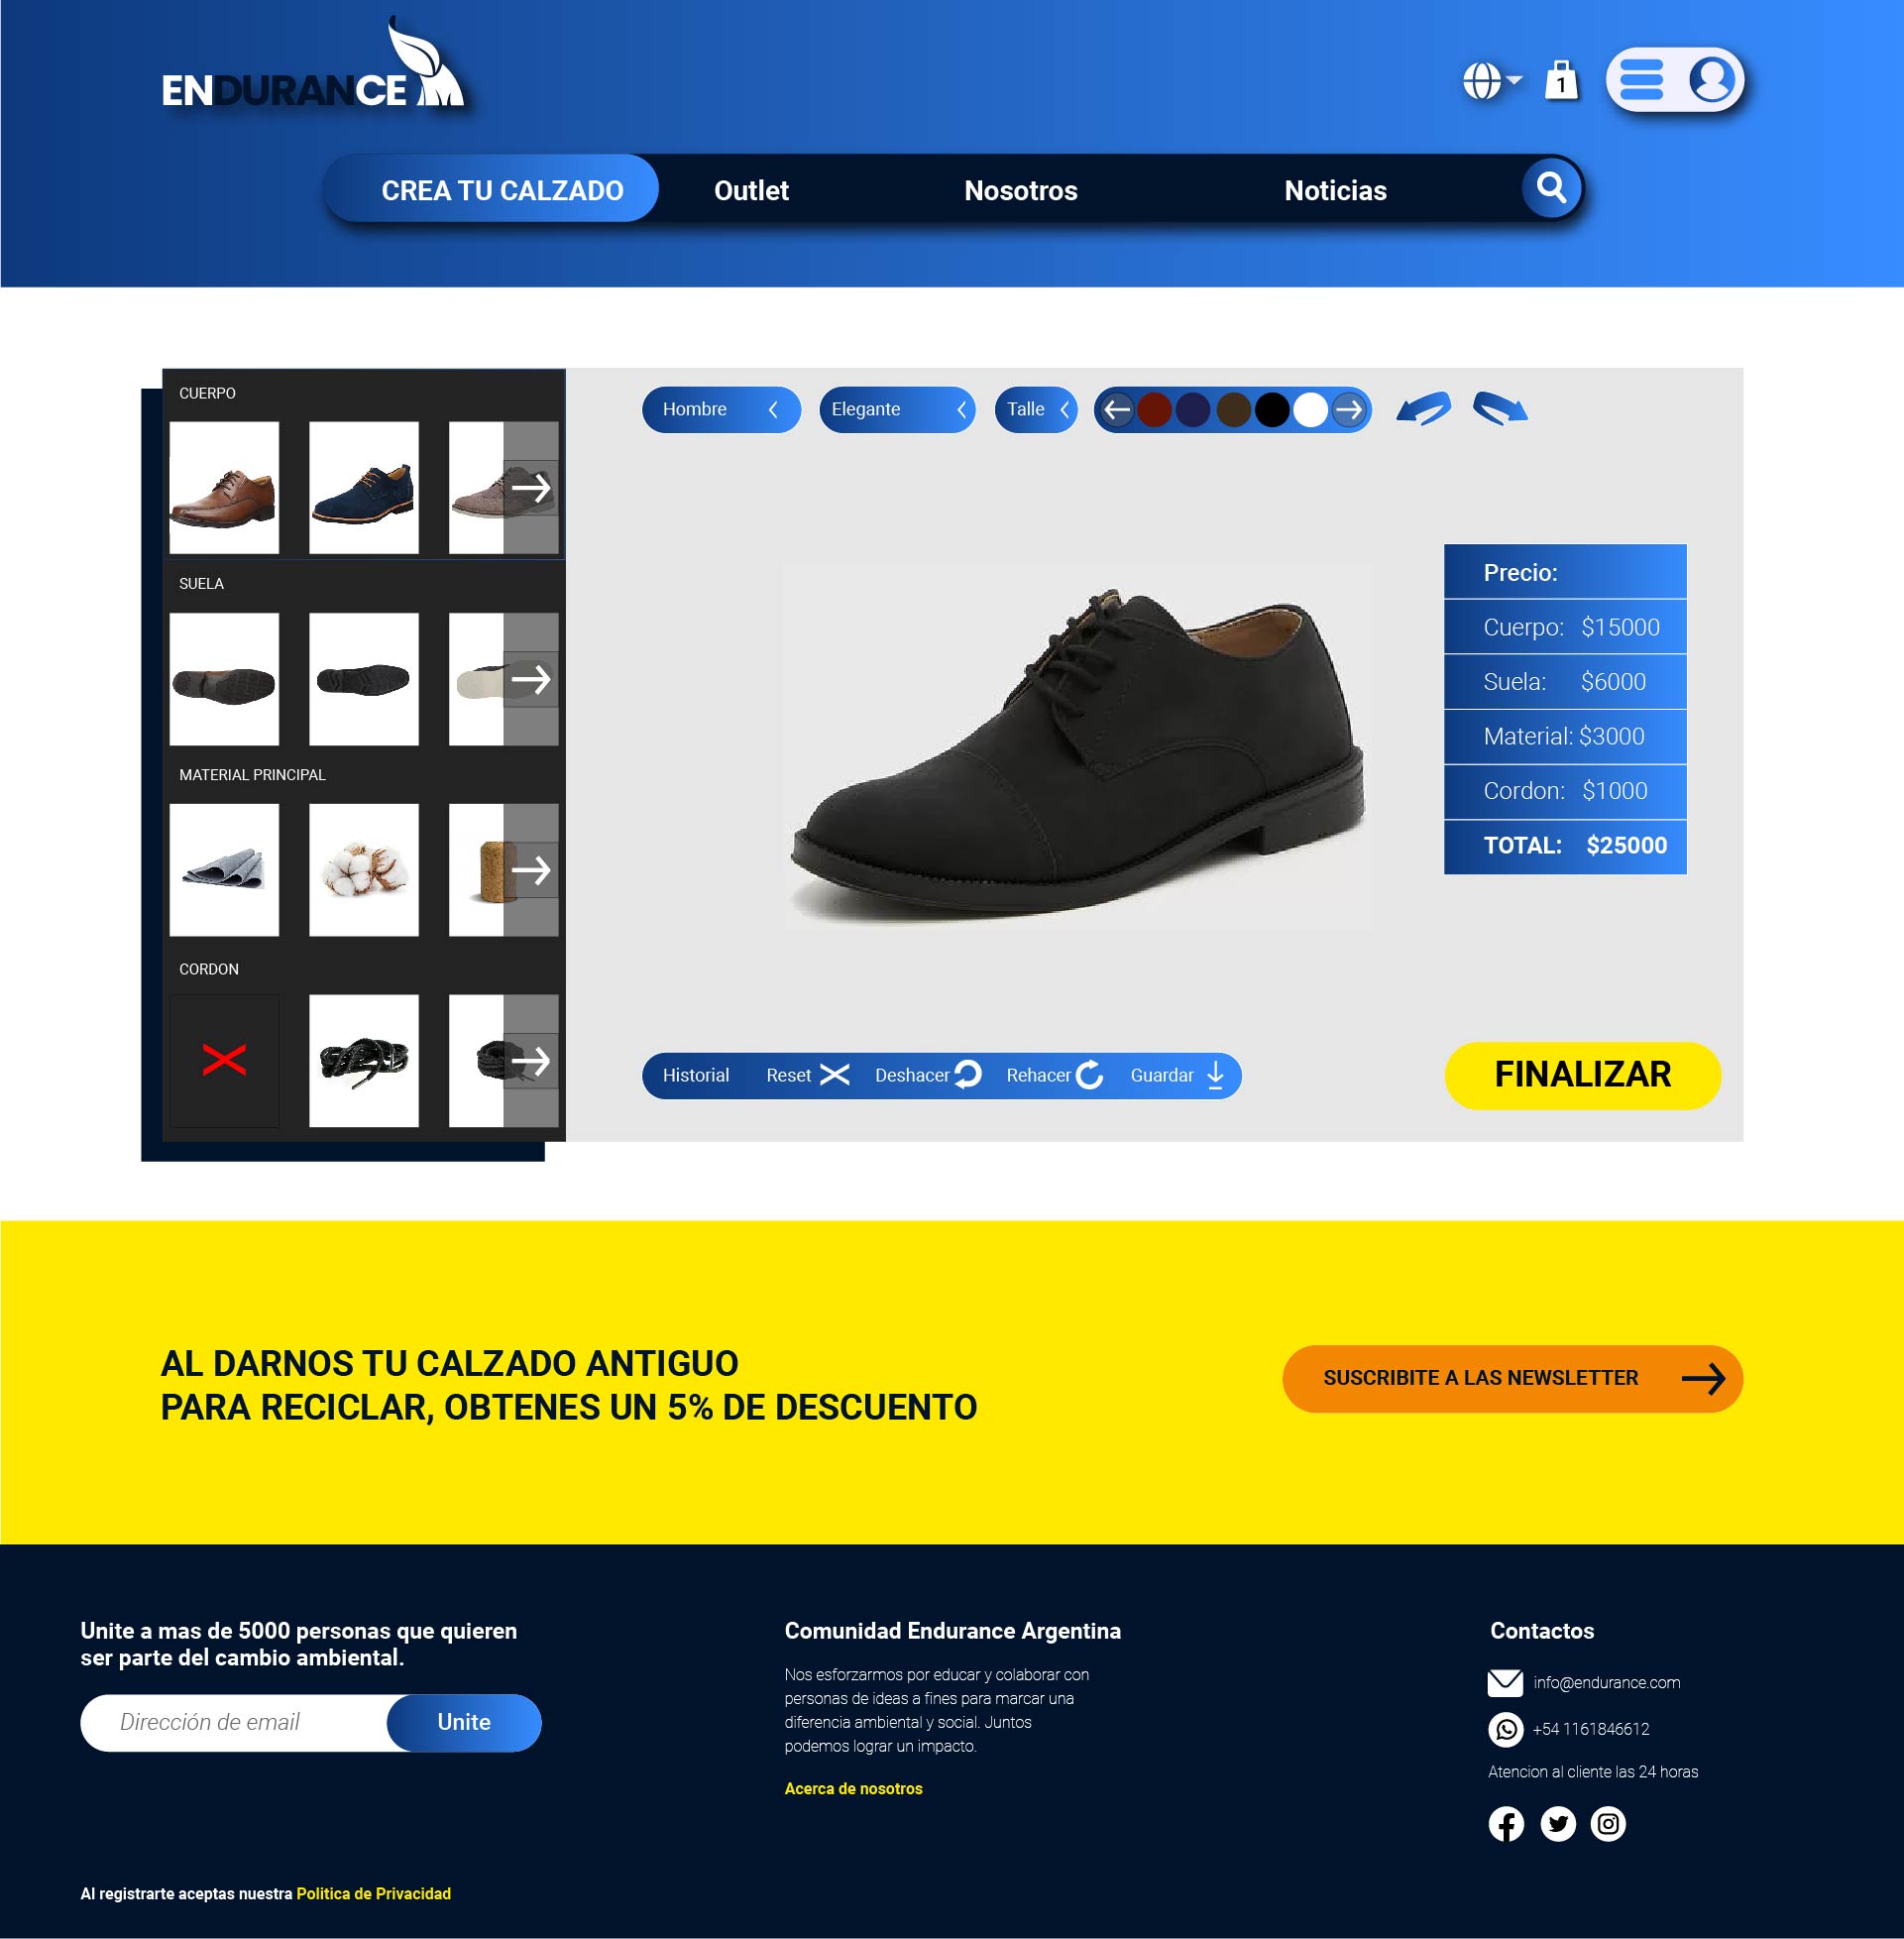 ENDURANCE
1
CREA TU CALZADO
Outlet
Nosotros
Noticias
CUERPO
SUELA
MATERIAL PRINCIPAL
CORDON
Hombre
Elegante
Talle
Precio:
Cuerpo: $15000
Suela: $6000
Material: $3000
Cordon: $1000
TOTAL: $25000
Historial
Reset
Deshacer
Rehacer
Guardar
FINALIZAR
AL DARNOS TU CALZADO ANTIGUO
PARA RECICLAR, OBTENES UN 5% DE DESCUENTO
SUSCRIBITE A LAS NEWSLETTER
Unite a mas de 5000 personas que quieren
ser parte del cambio ambiental.
Dirección de email
Unite
Al registrarte aceptas nuestra Politica de Privacidad
Comunidad Endurance Argentina
Nos esforzarmos por educar y colaborar con
personas de ideas a fines para marcar una
diferencia ambiental y social. Juntos
podemos lograr un impacto.
Acerca de nosotros
Contactos
info@endurance.com
+54 1161846612
Atencion al cliente las 24 horas